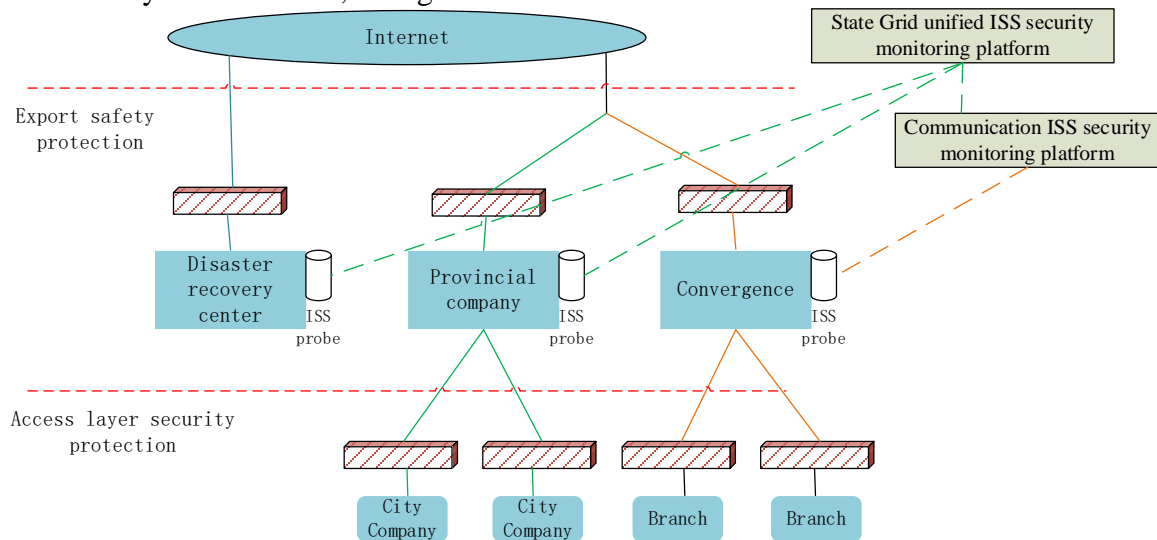 Internet
State Grid unified ISS security
monitoring platform
Export safety
protection
Communication ISS security
monitoring platform
Disaster
recovery
center
ISS
probe
Provincial
company
ISS
probe
Convergence
ISS
probe
Access layer security
protection
City
Company
City
Company
Branch
Branch